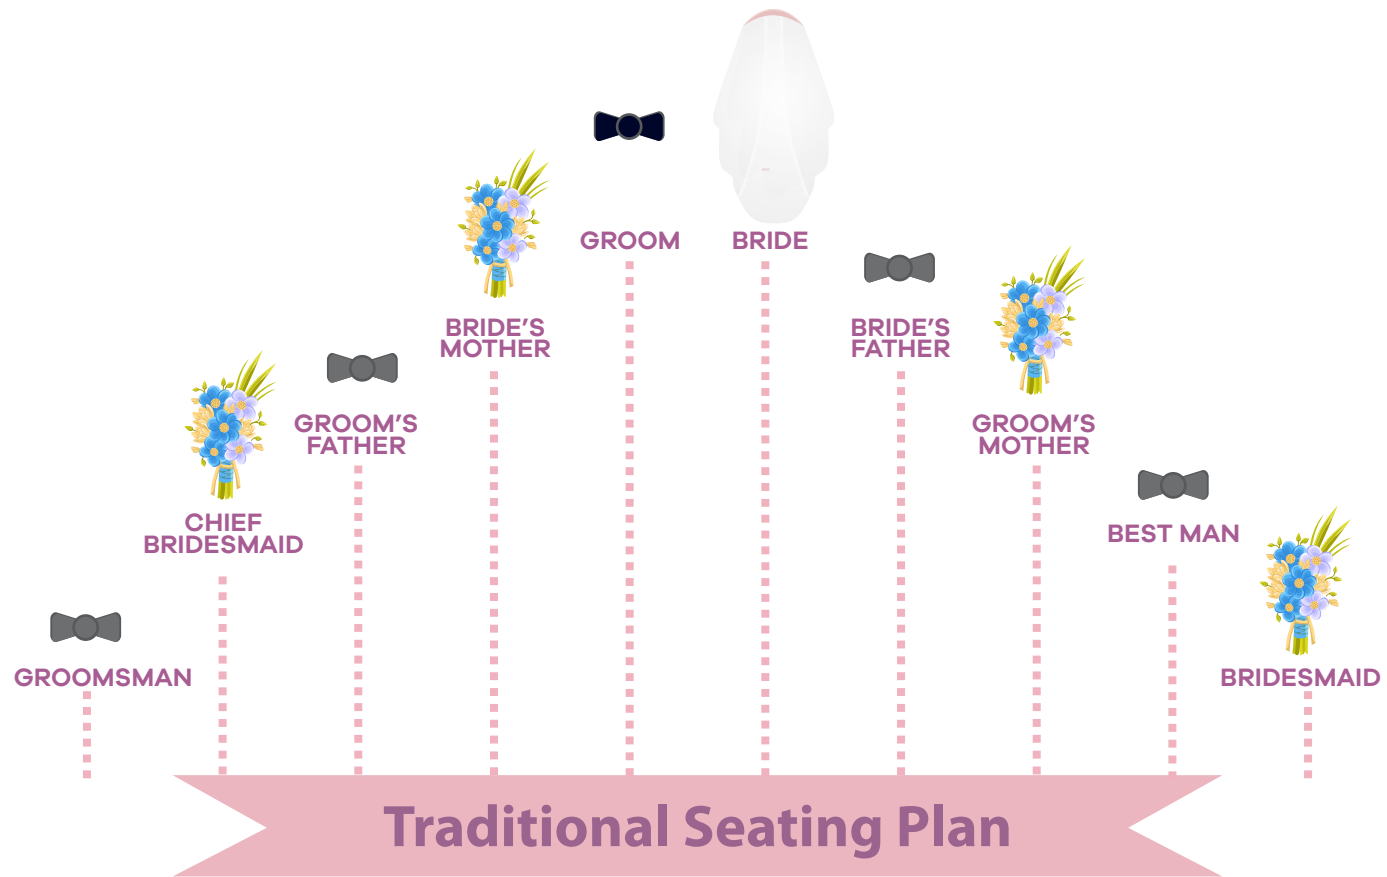 GROOM
BRIDE
BRIDE'S
MOTHER
BRIDE'S
FATHER
GROOM'S
FATHER
GROOM'S
MOTHER
CHIEF
BRIDESMAID
BEST MAN
GROOMSMAN
BRIDESMAID
Traditional Seating Plan